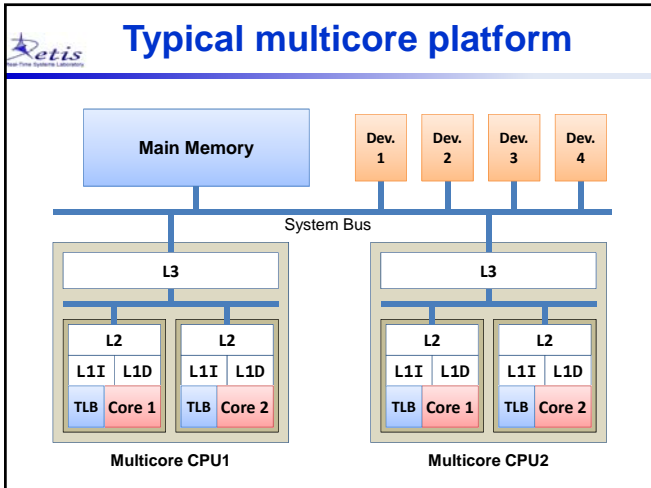 Retis
Real-Time Systems Laboratory
Typical multicore platform
Main Memory
Dev. 1
Dev. 2
Dev. 3
Dev. 4
System Bus
L3
L3
L2
L2
L2
L2
L1I L1D
L1I L1D
L1I L1D
L1I L1D
TLB Core 1
TLB Core 2
TLB Core 1
TLB Core 2
Multicore CPU1
Multicore CPU2